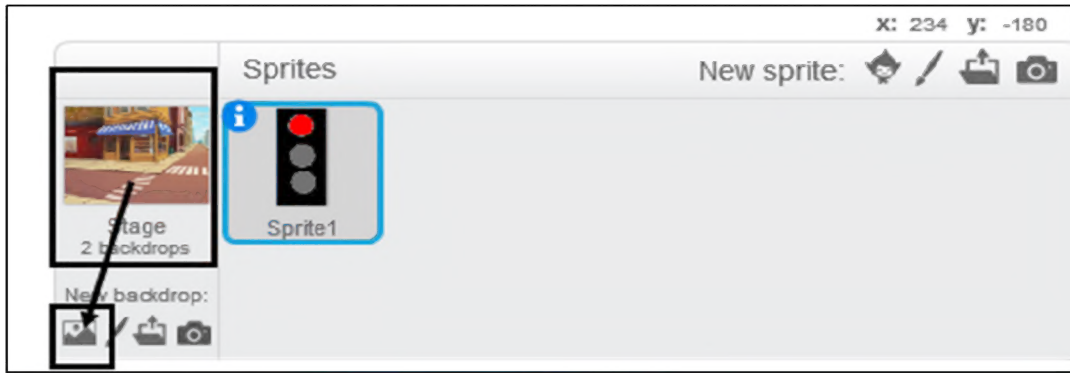 x: 234 y: -180
Sprites
New sprite:
Sprite1
Stage
2 backdrops
New backdrop: